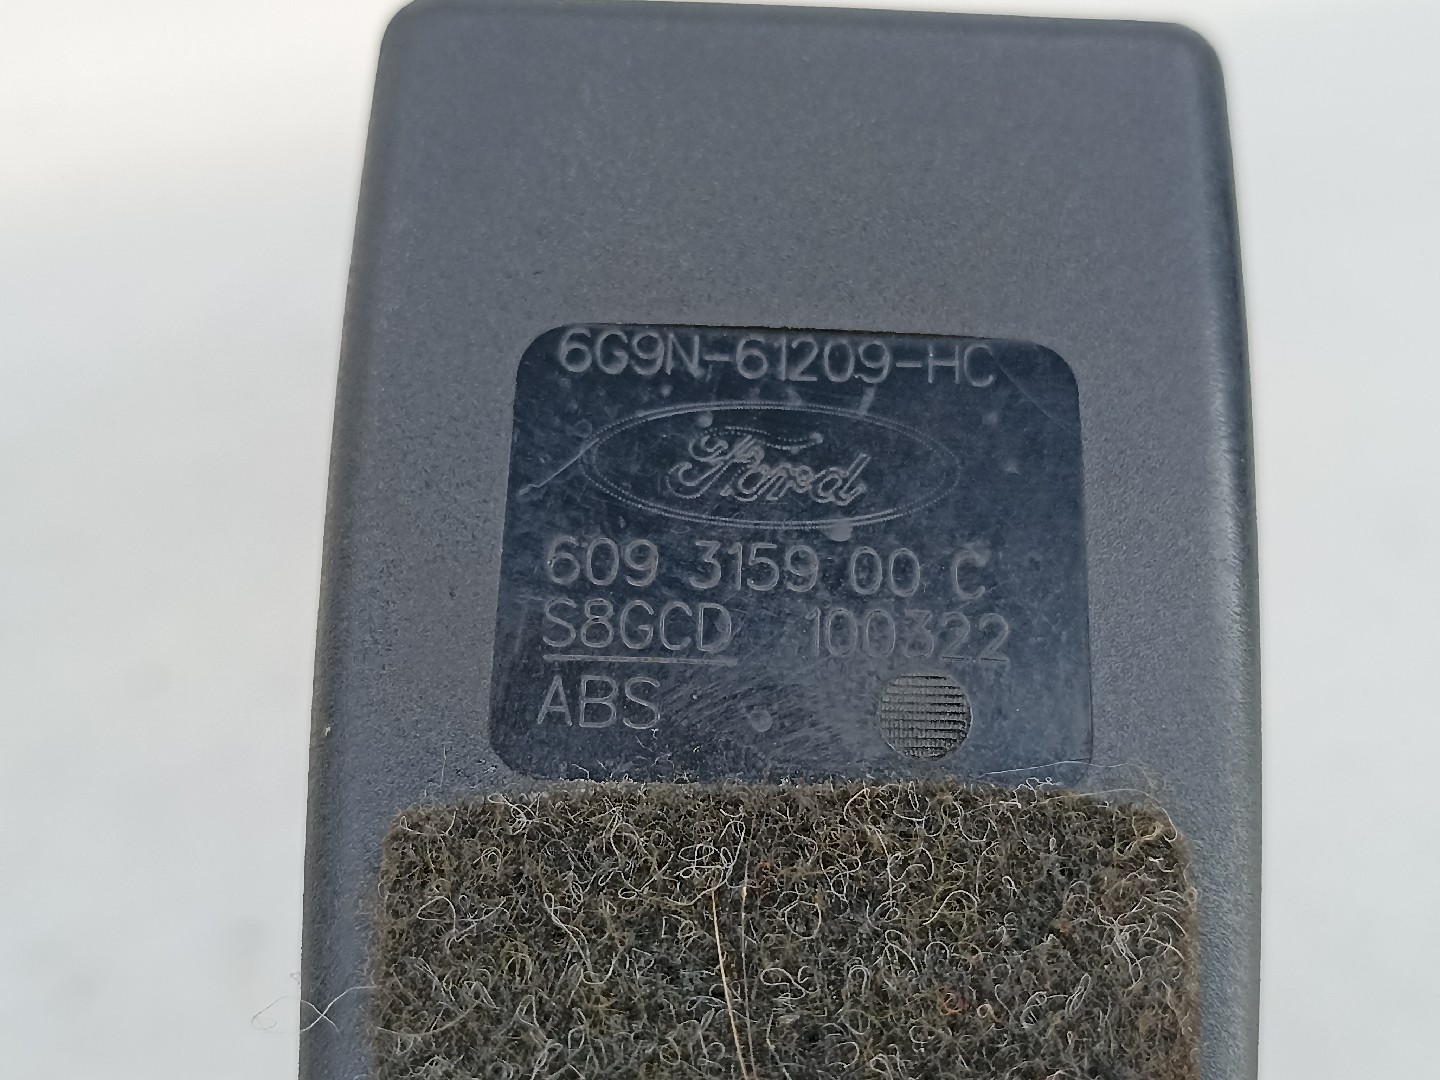 6G9N-61209-HC
Ford
609 3159 00 C
S8GCD 100322
ABS